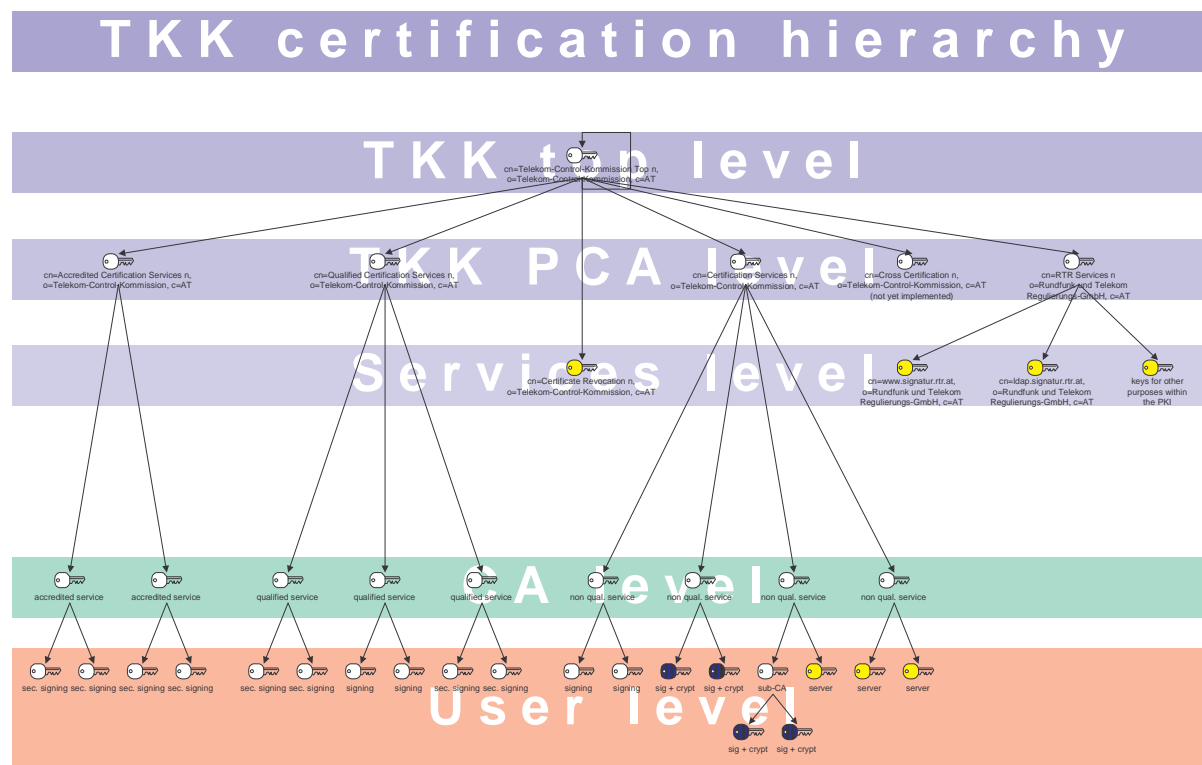 TKK certification hierarchy
TKK top level
cn=Telekom-Control-Kommission Top n,
o=Telekom-Control-Kommission, c=AT
TKK PCA level
cn=Accredited Certification Services n,
o=Telekom-Control-Kommission, c=AT
cn=Qualified Certification Services n,
o=Telekom-Control-Kommission, c=AT
cn=Certification Services n,
o=Telekom-Control-Kommission, c=AT
cn=Cross Certification n,
o=Telekom-Control-Kommission, c=AT
(not yet implemented)
cn=RTR Services n
o=Rundfunk und Telekom
Regulierungs-GmbH, c=AT
Services level
cn=Certificate Revocation n,
o=Telekom-Control-Kommission, c=AT
cn=www.signatur.rtr.at,
o=Rundfunk und Telekom
Regulierungs-GmbH, c=AT
cn=ldap.signatur.rtr.at,
o=Rundfunk und Telekom
Regulierungs-GmbH, c=AT
keys for other
purposes within
the PKI
CA level
accredited service
accredited service
qualified service
qualified service
qualified service
non qual. service
non qual. service
non qual. service
non qual. service
User level
sec. signing
sec. signing
sec. signing
sec. signing
sec. signing
sec. signing
signing
signing
sec. signing
sec. signing
signing
signing
sig + crypt
sig + crypt
sub-CA
server
server
server
sig + crypt
sig + crypt